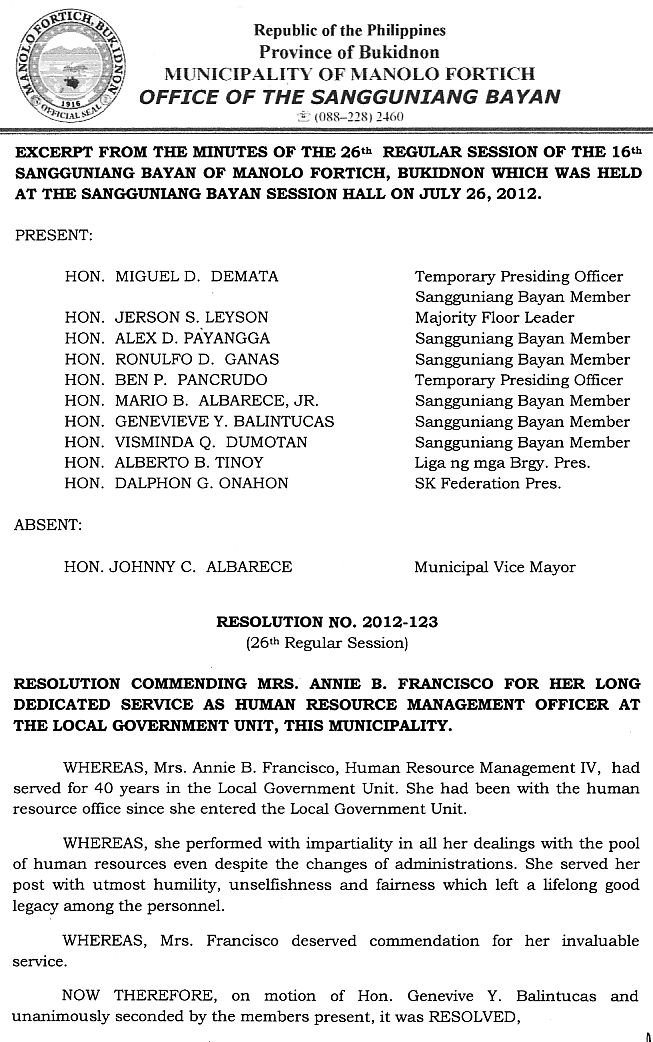 MANOLO FORTICH, BUKIDNON
1916
OFFICIAL SEAL
Republic of the Philippines
Province of Bukidnon
MUNICIPALITY OF MANOLO FORTICH
OFFICE OF THE SANGGUNIANG BAYAN
☏ (088–228) 2460
EXCERPT FROM THE MINUTES OF THE 26th REGULAR SESSION OF THE 16th
SANGGUNIANG BAYAN OF MANOLO FORTICH, BUKIDNON WHICH WAS HELD
AT THE SANGGUNIANG BAYAN SESSION HALL ON JULY 26, 2012.
PRESENT:
HON. MIGUEL D. DEMATA Temporary Presiding Officer
Sangguniang Bayan Member
HON. JERSON S. LEYSON Majority Floor Leader
HON. ALEX D. PAYANGGA Sangguniang Bayan Member
HON. RONULFO D. GANAS Sangguniang Bayan Member
HON. BEN P. PANCRUDO Temporary Presiding Officer
HON. MARIO B. ALBARECE, JR. Sangguniang Bayan Member
HON. GENEVIEVE Y. BALINTUCAS Sangguniang Bayan Member
HON. VISMINDA Q. DUMOTAN Sangguniang Bayan Member
HON. ALBERTO B. TINOY Liga ng mga Brgy. Pres.
HON. DALPHON G. ONAHON SK Federation Pres.
ABSENT:
HON. JOHNNY C. ALBARECE Municipal Vice Mayor
RESOLUTION NO. 2012-123
(26th Regular Session)
RESOLUTION COMMENDING MRS. ANNIE B. FRANCISCO FOR HER LONG
DEDICATED SERVICE AS HUMAN RESOURCE MANAGEMENT OFFICER AT
THE LOCAL GOVERNMENT UNIT, THIS MUNICIPALITY.
WHEREAS, Mrs. Annie B. Francisco, Human Resource Management IV, had
served for 40 years in the Local Government Unit. She had been with the human
resource office since she entered the Local Government Unit.
WHEREAS, she performed with impartiality in all her dealings with the pool
of human resources even despite the changes of administrations. She served her
post with utmost humility, unselfishness and fairness which left a lifelong good
legacy among the personnel.
WHEREAS, Mrs. Francisco deserved commendation for her invaluable
service.
NOW THEREFORE, on motion of Hon. Genevive Y. Balintucas and
unanimously seconded by the members present, it was RESOLVED,